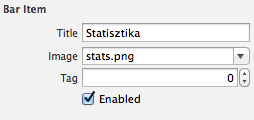 Bar Item
Title Statisztika
Image stats.png
Tag 0
Enabled